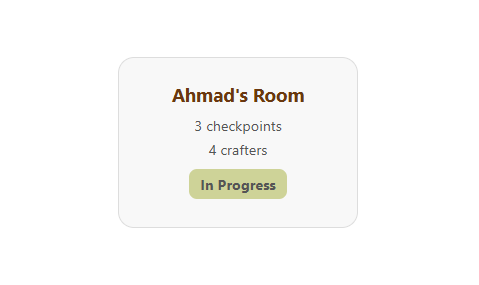 Ahmad's Room
3 checkpoints
4 crafters
In Progress